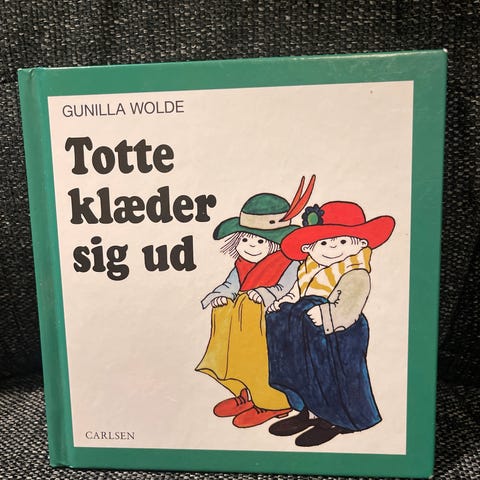 GUNILLA WOLDE
Totte
klæder
sig ud
CARLSEN